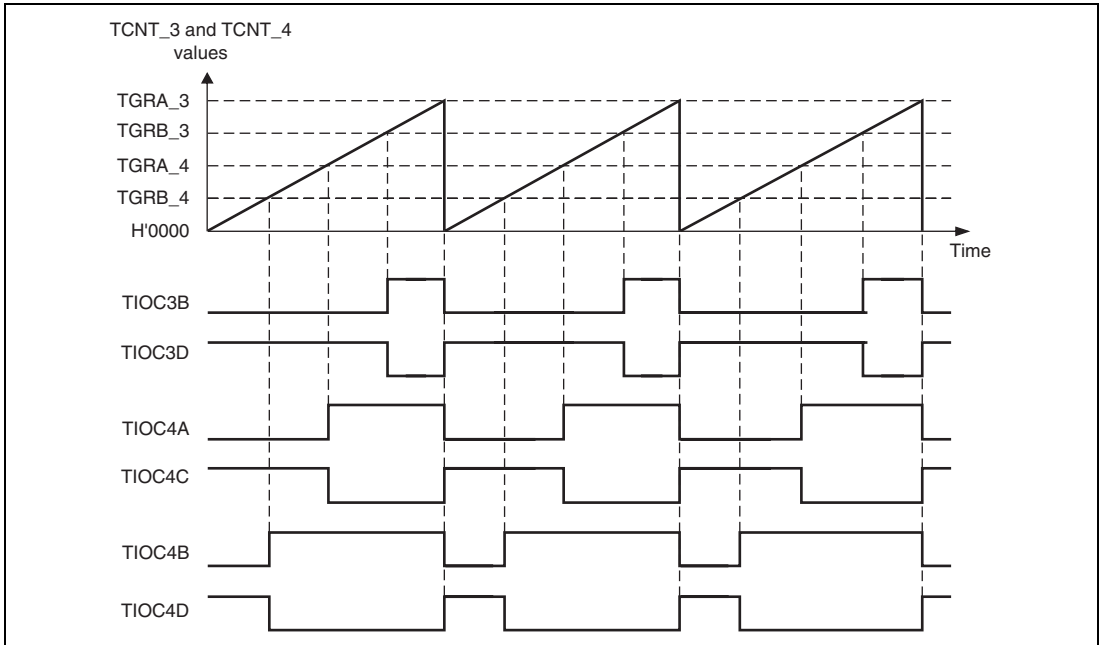 TCNT_3 and TCNT_4
values
TGRA_3
TGRB_3
TGRA_4
TGRB_4
H'0000
Time
TIOC3B
TIOC3D
TIOC4A
TIOC4C
TIOC4B
TIOC4D